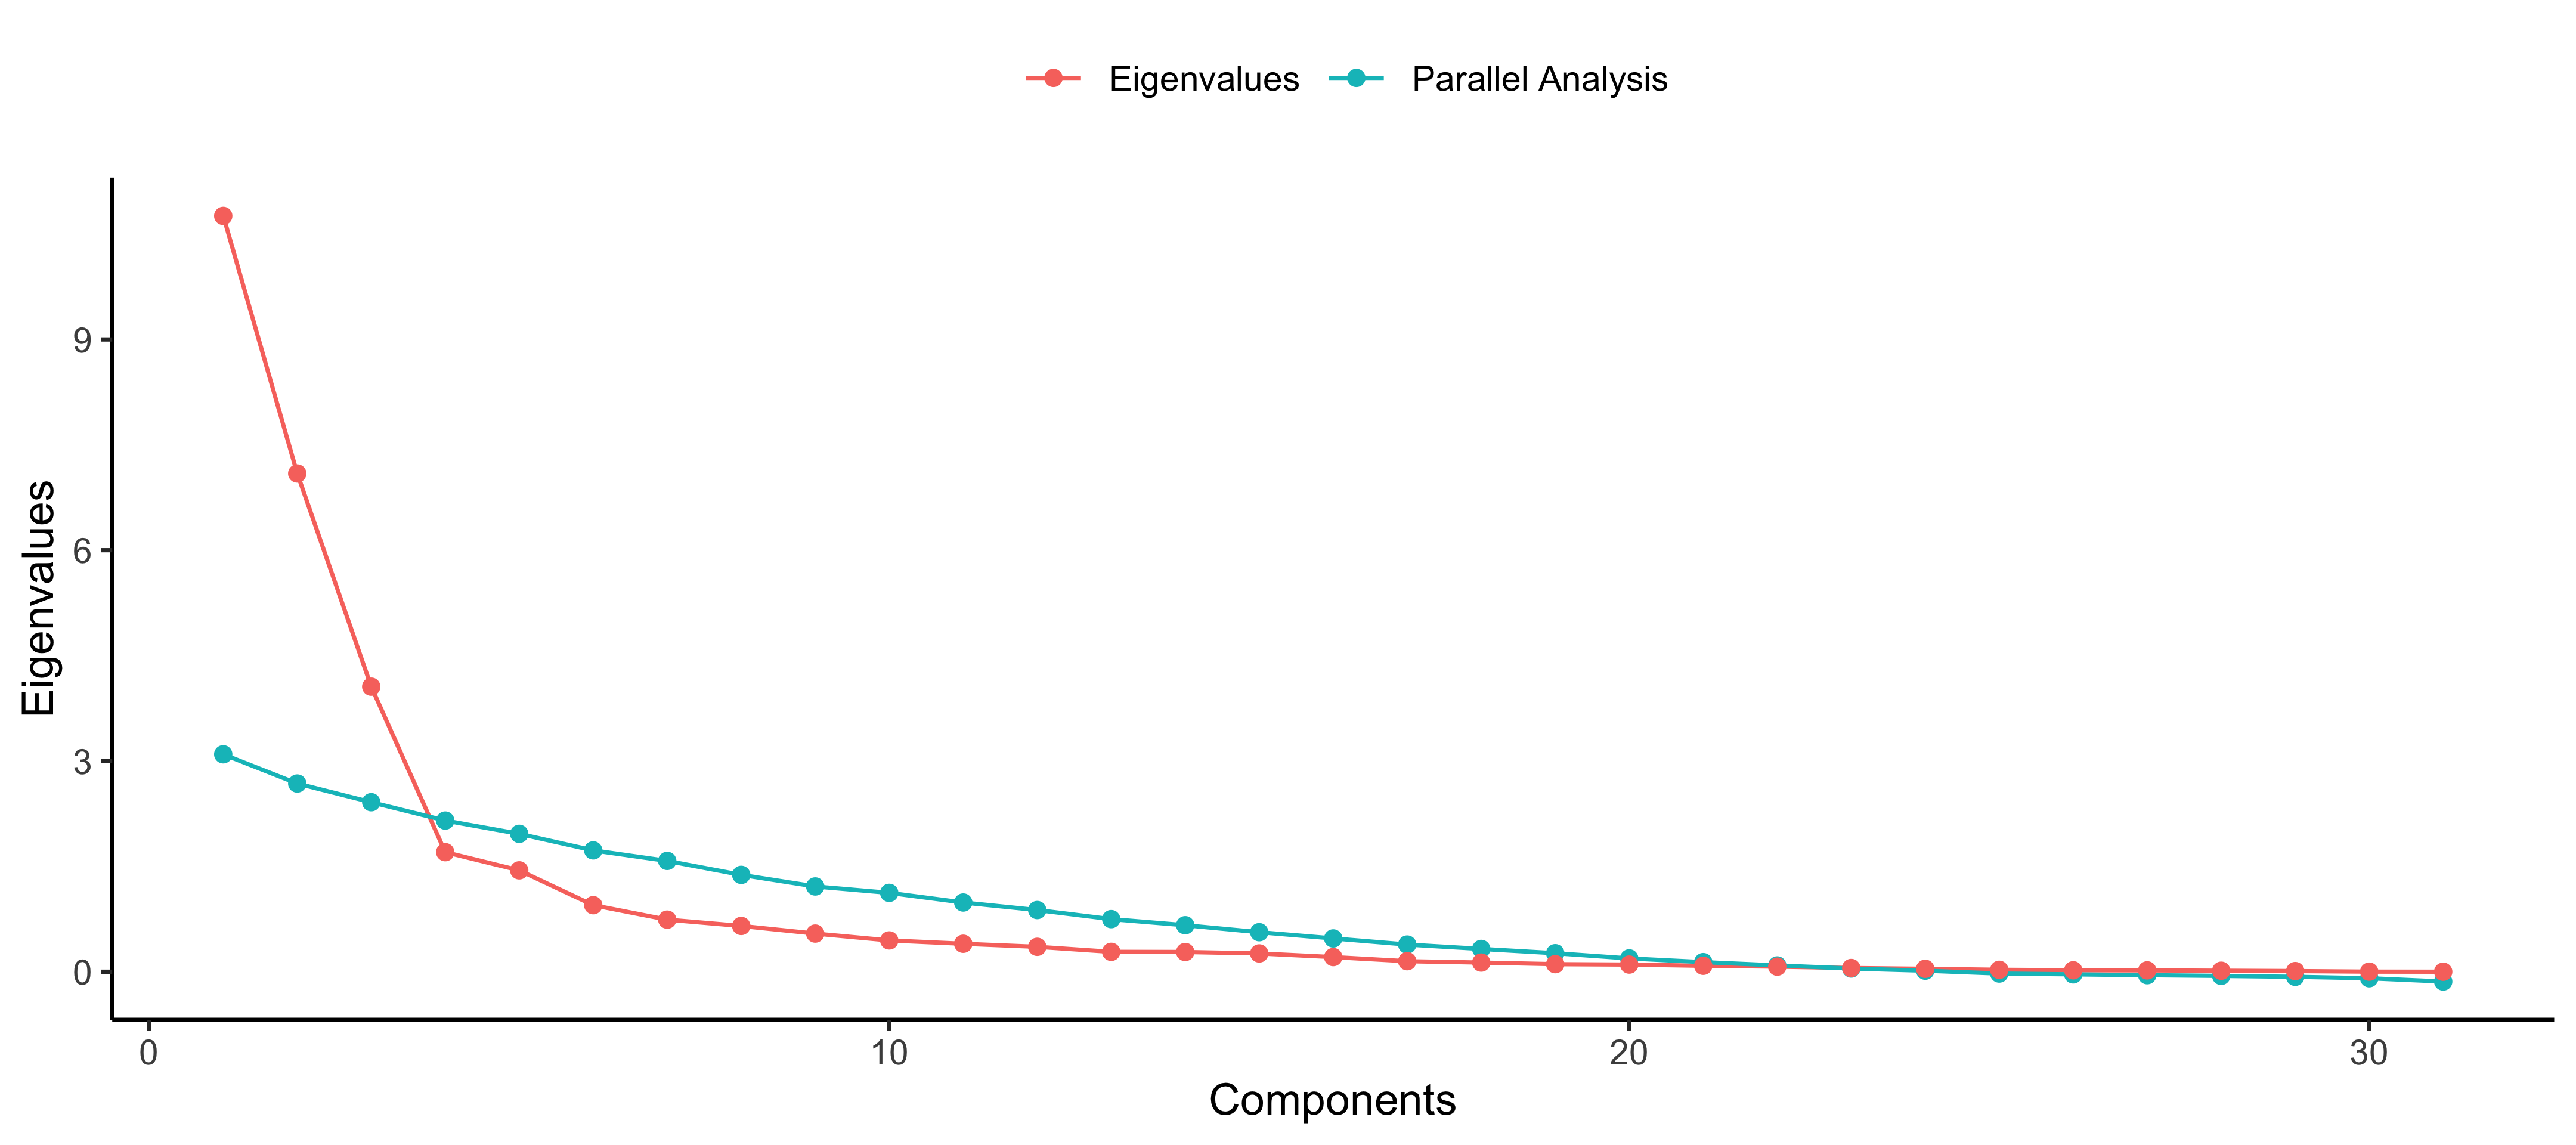 Eigenvalues Parallel Analysis
Eigenvalues
9
6
3
0
0 10 20 30
Components